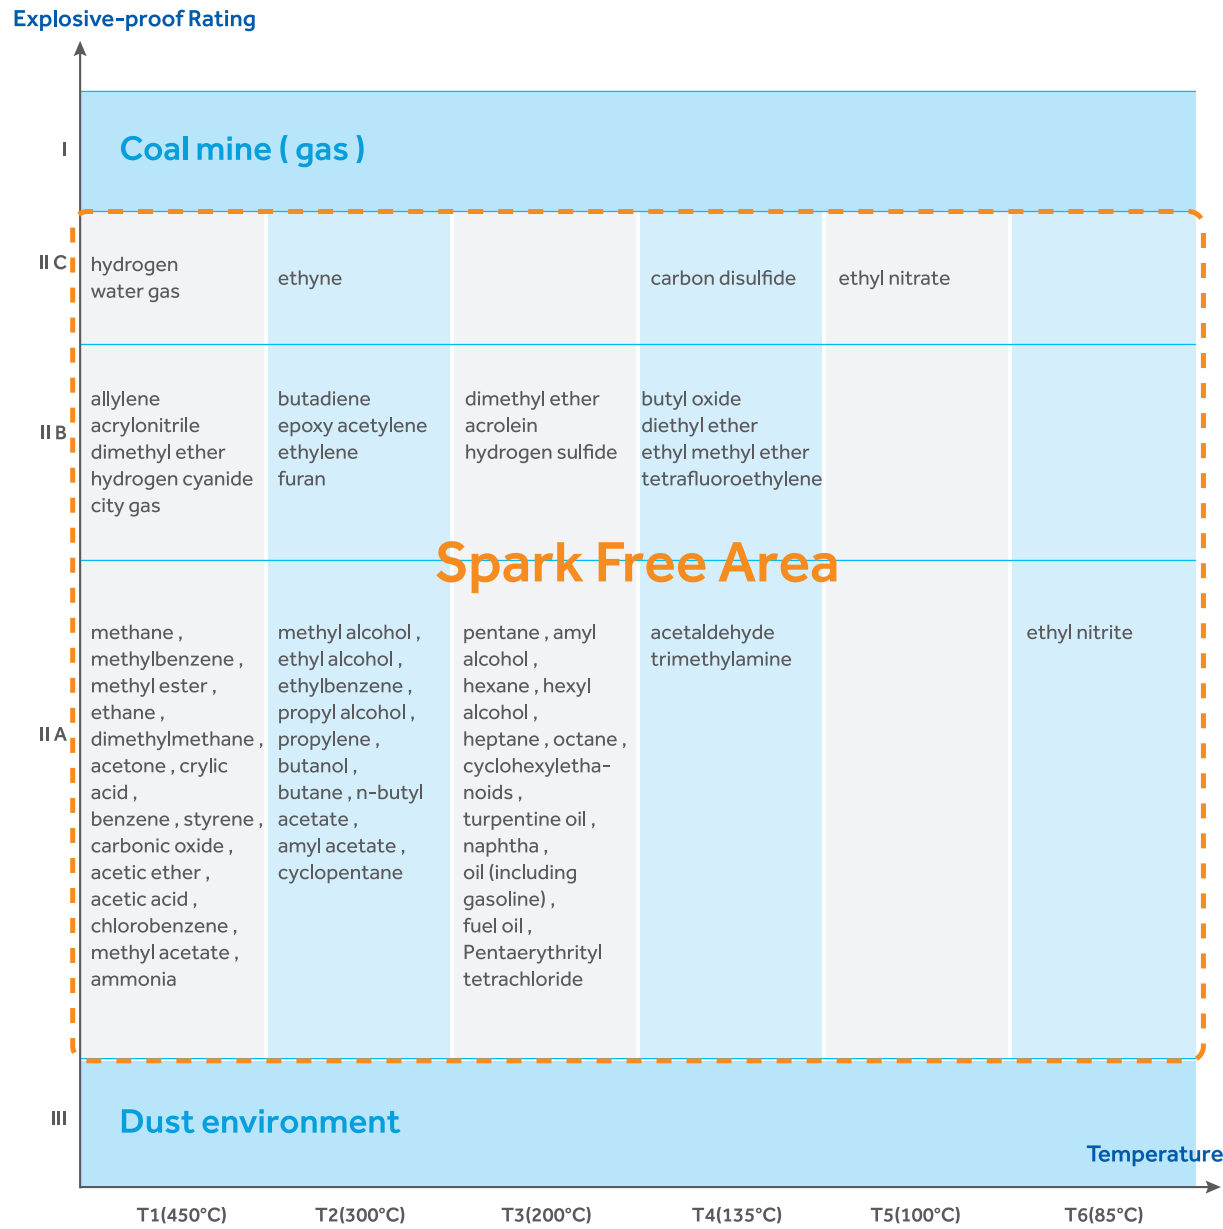 Explosive-proof Rating
I
Coal mine ( gas )
II C
hydrogen
water gas
ethyne
carbon disulfide
ethyl nitrate
II B
allylene
acrylonitrile
dimethyl ether
hydrogen cyanide
city gas
butadiene
epoxy acetylene
ethylene
furan
dimethyl ether
acrolein
hydrogen sulfide
butyl oxide
diethyl ether
ethyl methyl ether
tetrafluoroethylene
Spark Free Area
II A
methane ,
methylbenzene ,
methyl ester ,
ethane ,
dimethylmethane ,
acetone , crylic
acid ,
benzene , styrene ,
carbonic oxide ,
acetic ether ,
acetic acid ,
chlorobenzene ,
methyl acetate ,
ammonia
methyl alcohol ,
ethyl alcohol ,
ethylbenzene ,
propyl alcohol ,
propylene ,
butanol ,
butane , n-butyl
acetate ,
amyl acetate ,
cyclopentane
pentane , amyl
alcohol ,
hexane , hexyl
alcohol ,
heptane , octane ,
cyclohexyletha-
noids ,
turpentine oil ,
naphtha ,
oil (including
gasoline) ,
fuel oil ,
Pentaerythrityl
tetrachloride
acetaldehyde
trimethylamine
ethyl nitrite
III
Dust environment
Temperature
T1(450°C)
T2(300°C)
T3(200°C)
T4(135°C)
T5(100°C)
T6(85°C)